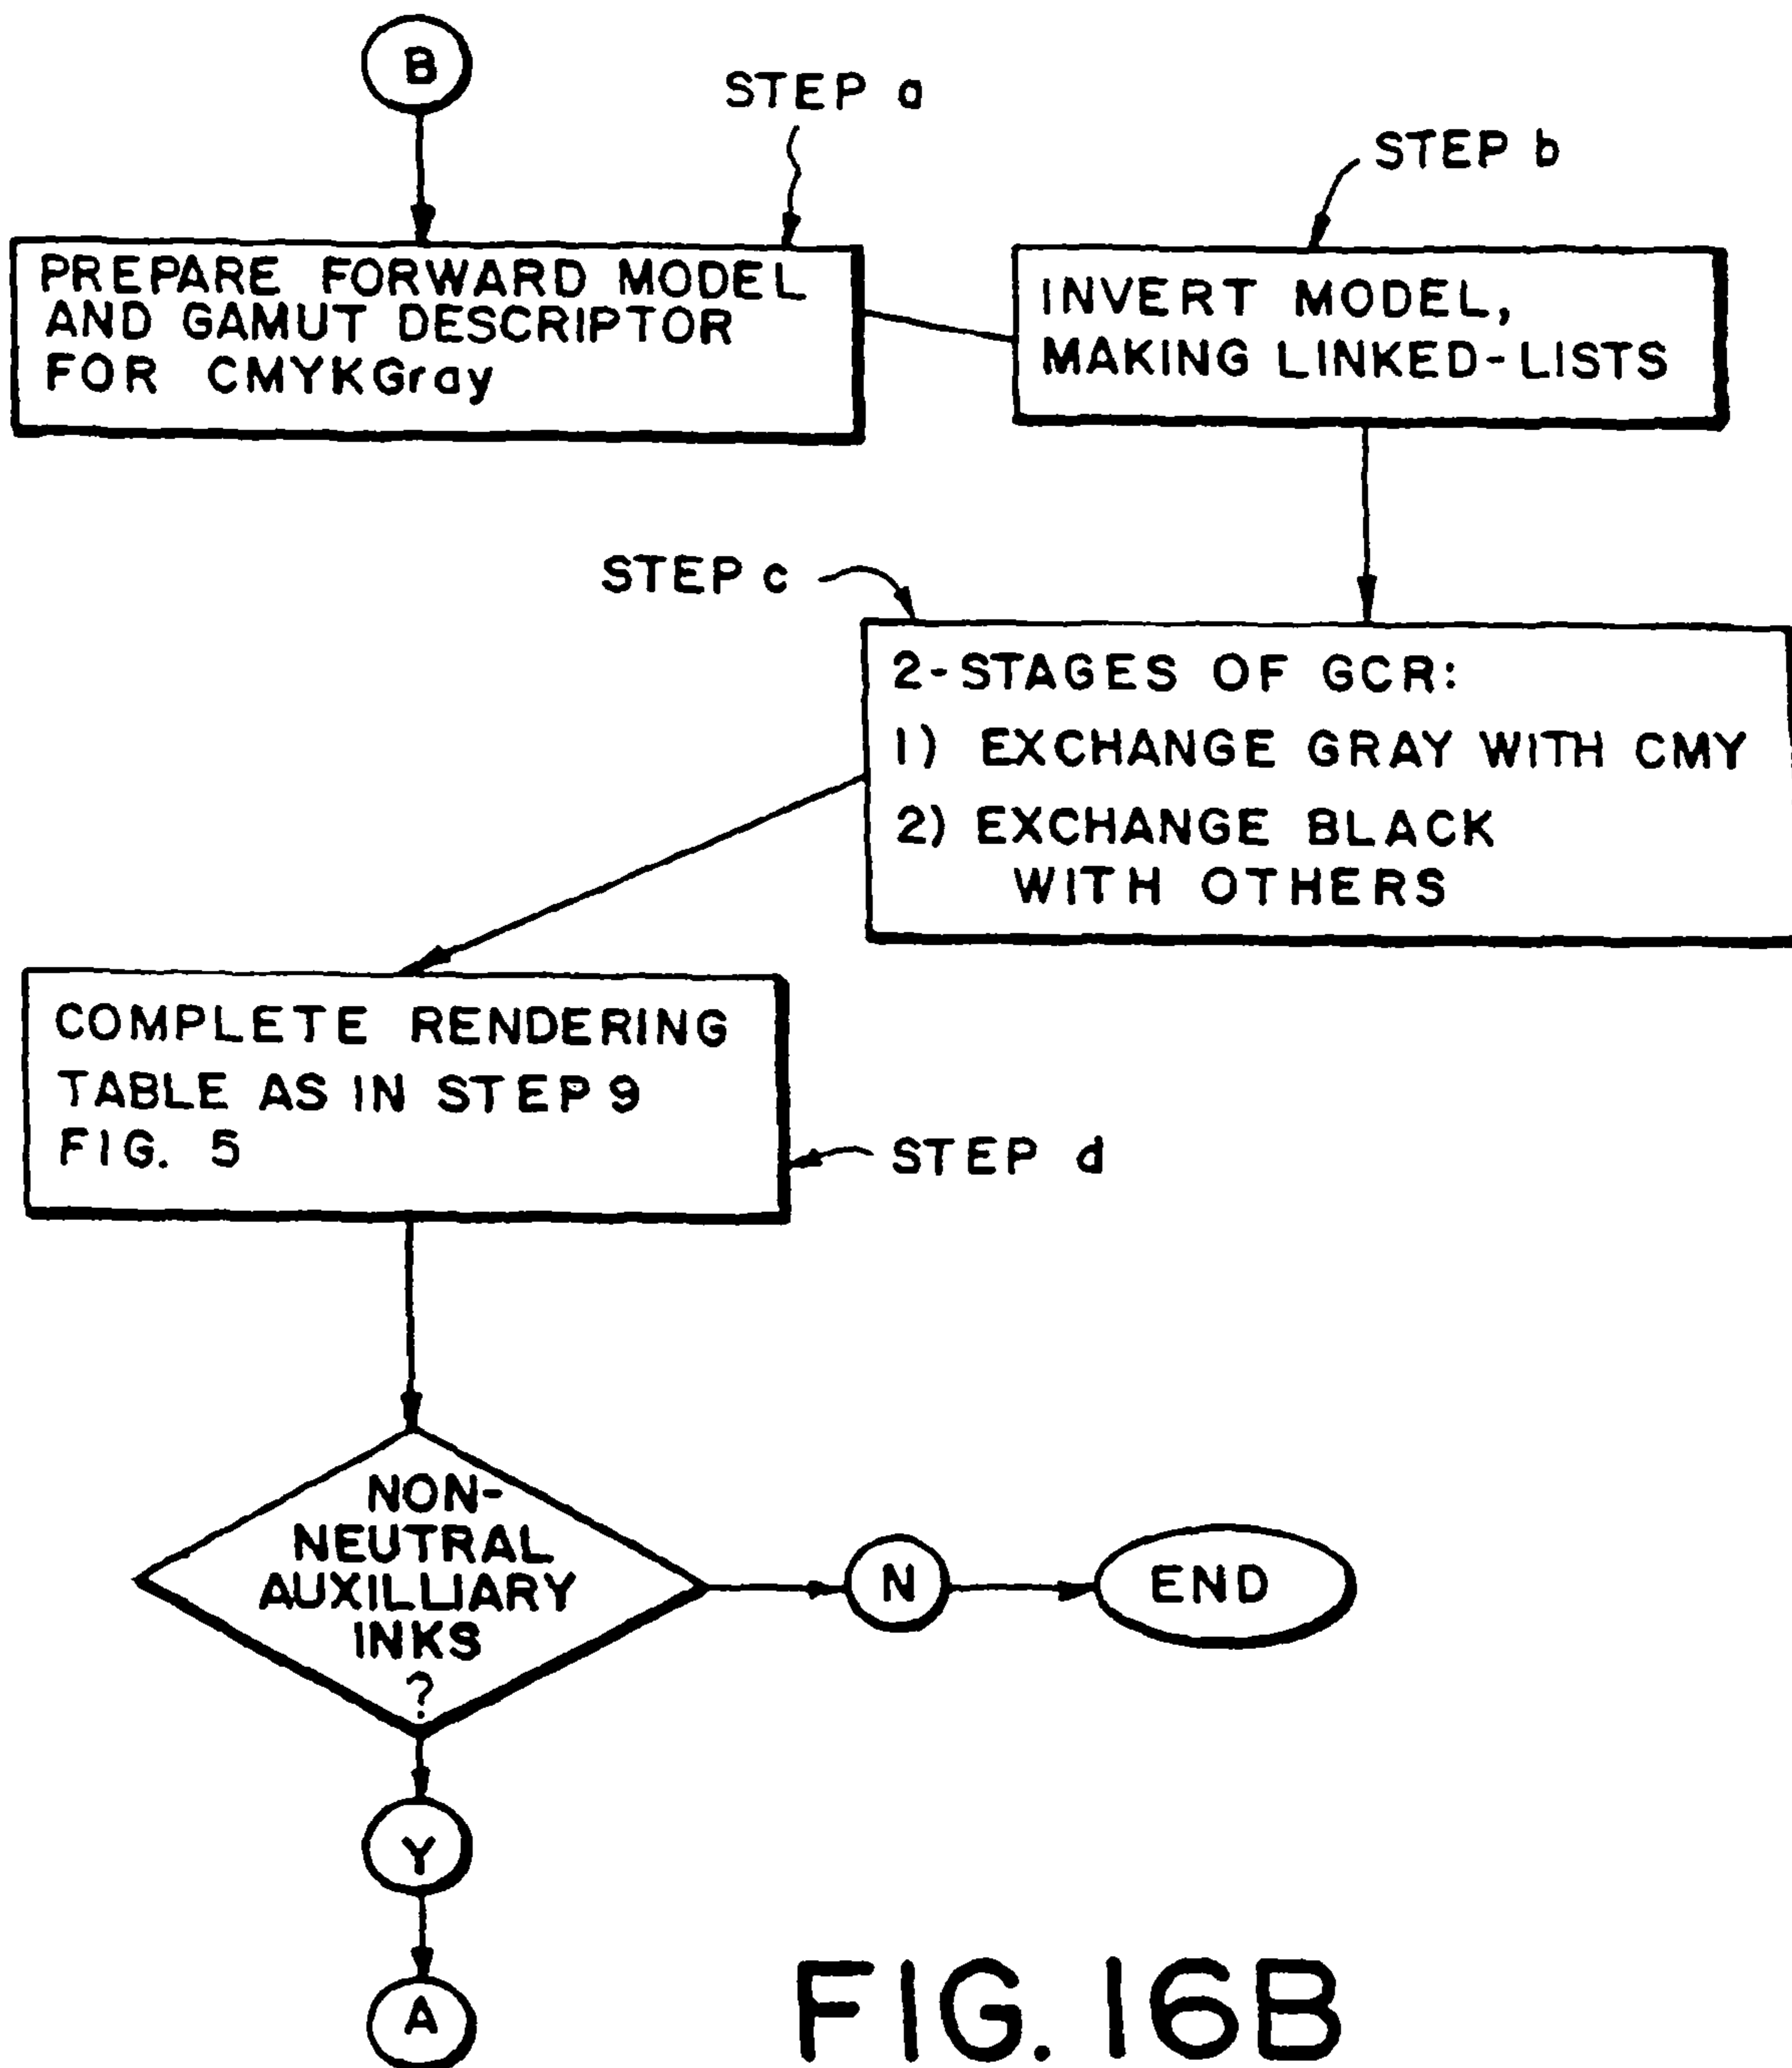 B
STEP a
STEP b
PREPARE FORWARD MODEL
AND GAMUT DESCRIPTOR
FOR CMYKGray
INVERT MODEL,
MAKING LINKED-LISTS
STEP c
2-STAGES OF GCR:
1) EXCHANGE GRAY WITH CMY
2) EXCHANGE BLACK
WITH OTHERS
COMPLETE RENDERING
TABLE AS IN STEP 9
FIG. 5
STEP d
NON-
NEUTRAL
AUXILLIARY
INKS
?
N
END
Y
A
FIG. 16B